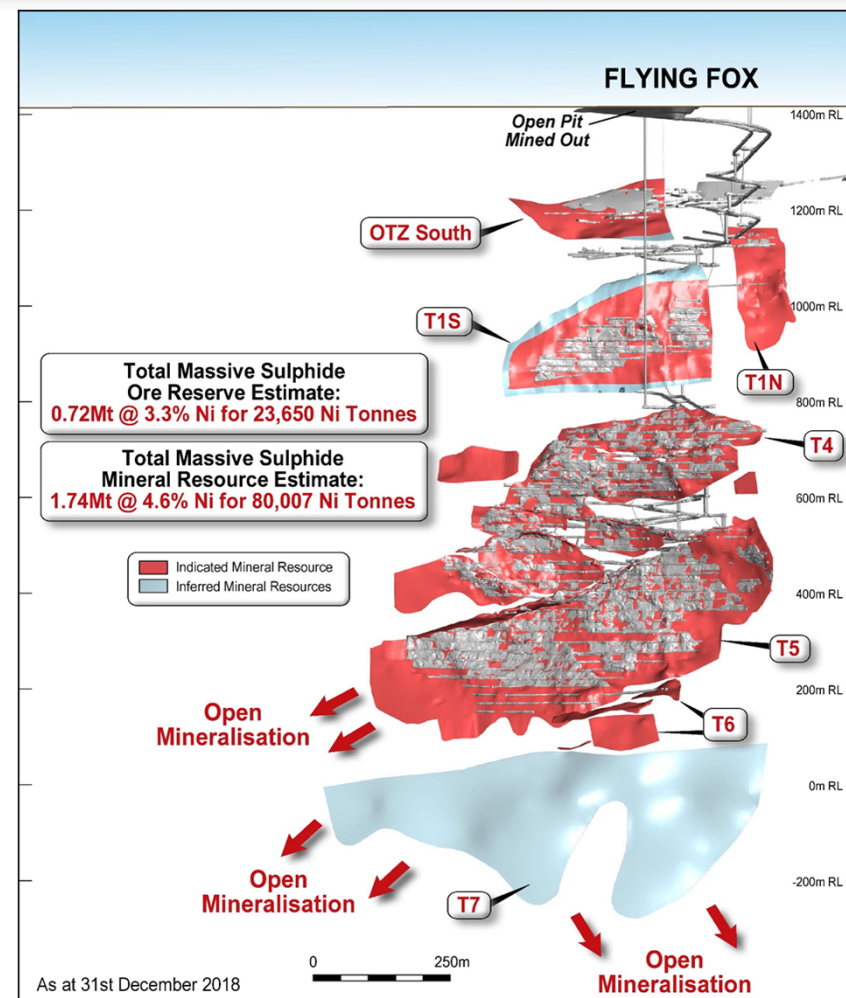 FLYING FOX
Open Pit
Mined Out
1400m RL
1200m RL
OTZ South
1000m RL
T1S
T1N
Total Massive Sulphide
Ore Reserve Estimate:
0.72Mt @ 3.3% Ni for 23,650 Ni Tonnes
800m RL
T4
Total Massive Sulphide
Mineral Resource Estimate:
1.74Mt @ 4.6% Ni for 80,007 Ni Tonnes
600m RL
Indicated Mineral Resource
Inferred Mineral Resources
400m RL
T5
200m RL
Open
Mineralisation
T6
0m RL
Open
Mineralisation
-200m RL
T7
Open
Mineralisation
0 250m
As at 31st December 2018